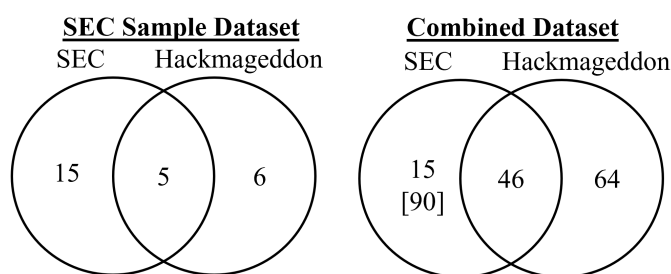 SEC Sample Dataset
SEC Hackmageddon
15 5 6
Combined Dataset
SEC Hackmageddon
15 46 64
[90]